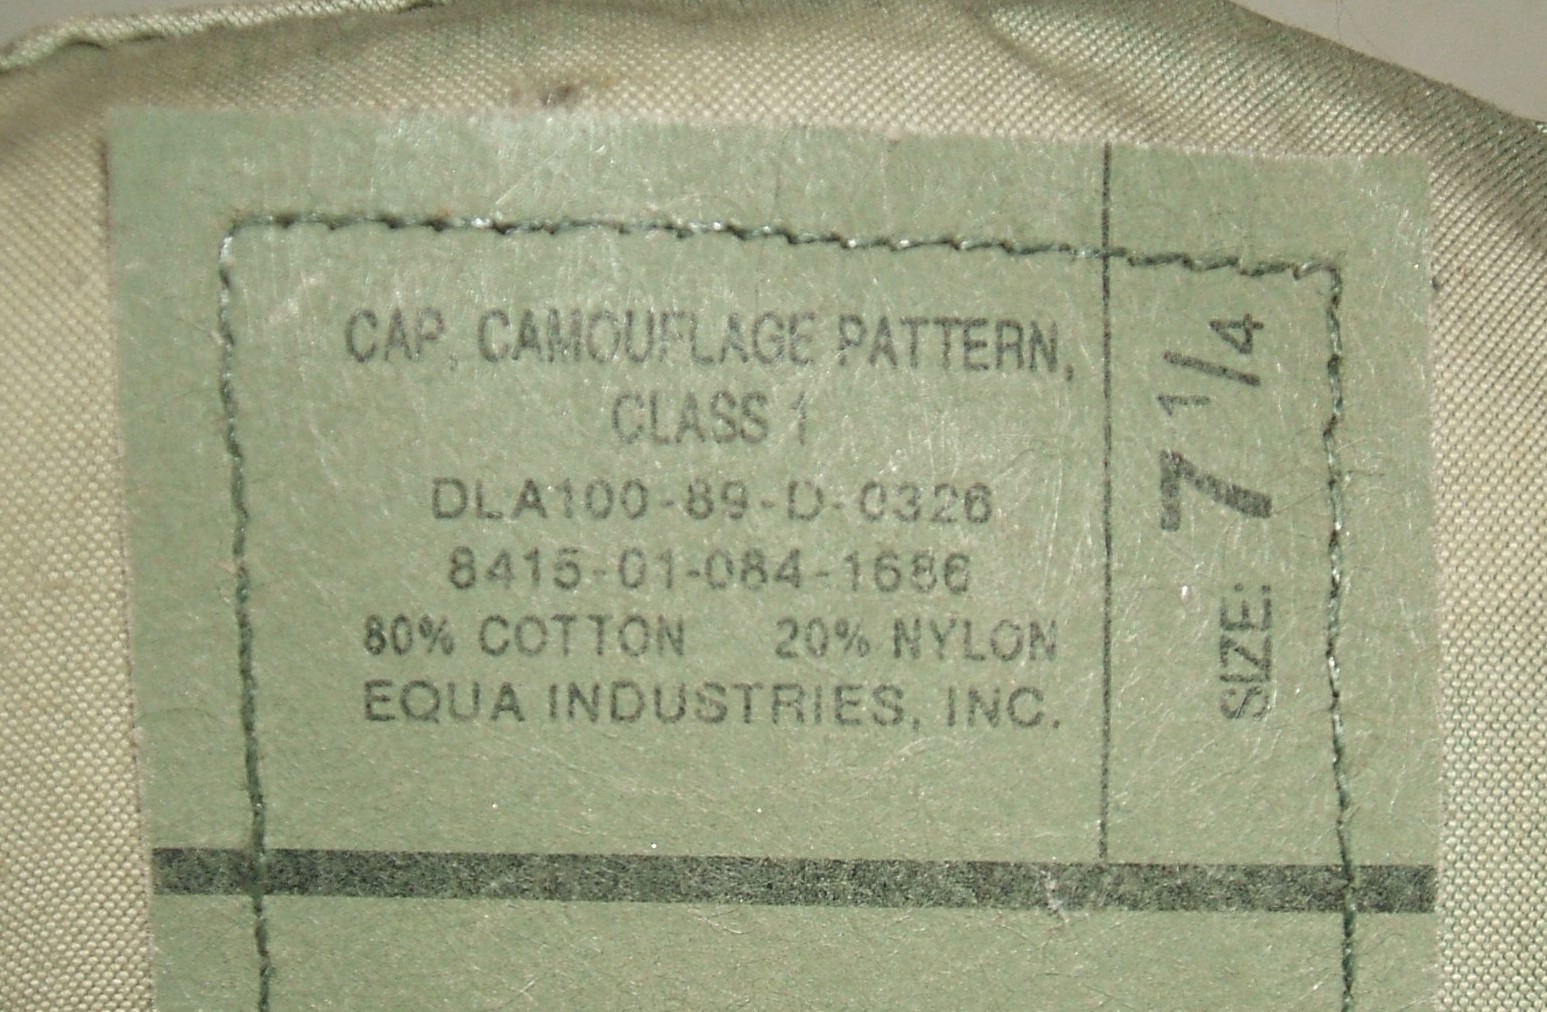 CAP, CAMOUFLAGE PATTERN,
CLASS 1
DLA100-89-D-0326
8415-01-084-1686
80% COTTON 20% NYLON
EQUA INDUSTRIES, INC.
SIZE: 7 1/4